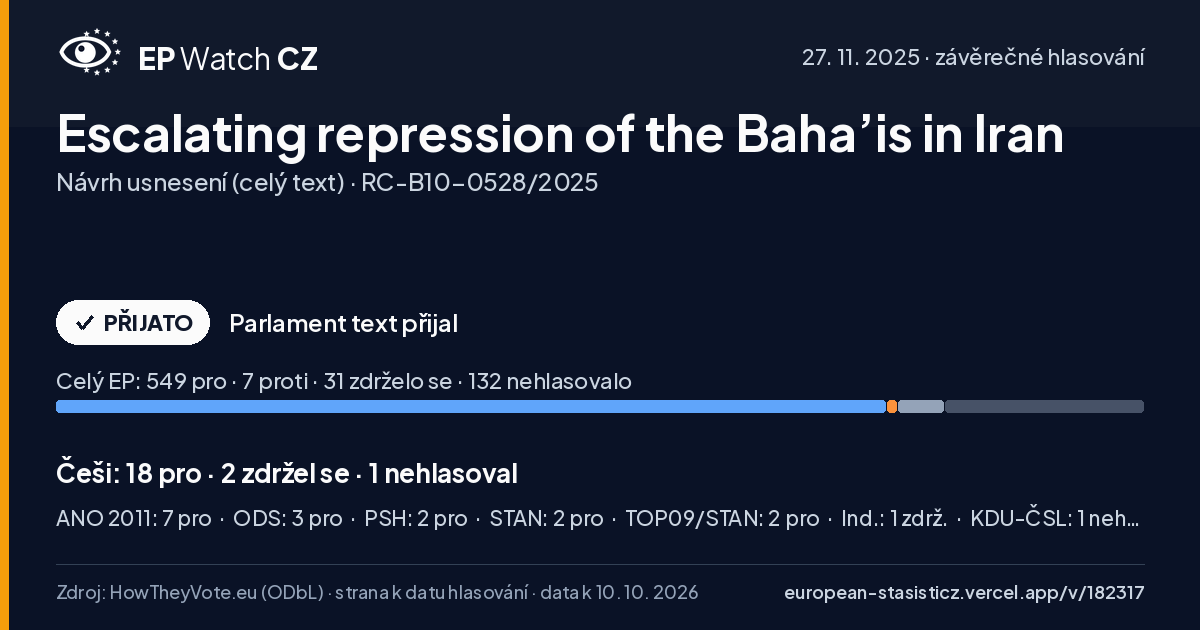 EP Watch CZ
27. 11. 2025 · závěrečné hlasování
Escalating repression of the Baha’is in Iran
Návrh usnesení (celý text) · RC-B10-0528/2025
✓ PŘIJATO Parlament text přijal
Celý EP: 549 pro · 7 proti · 31 zdrželo se · 132 nehlasovalo
Češi: 18 pro · 2 zdržel se · 1 nehlasoval
ANO 2011: 7 pro · ODS: 3 pro · PSH: 2 pro · STAN: 2 pro · TOP09/STAN: 2 pro · Ind.: 1 zdrž. · KDU-ČSL: 1 neh…
Zdroj: HowTheyVote.eu (ODbL) · strana k datu hlasování · data k 10. 10. 2026
european-stasisticz.vercel.app/v/182317